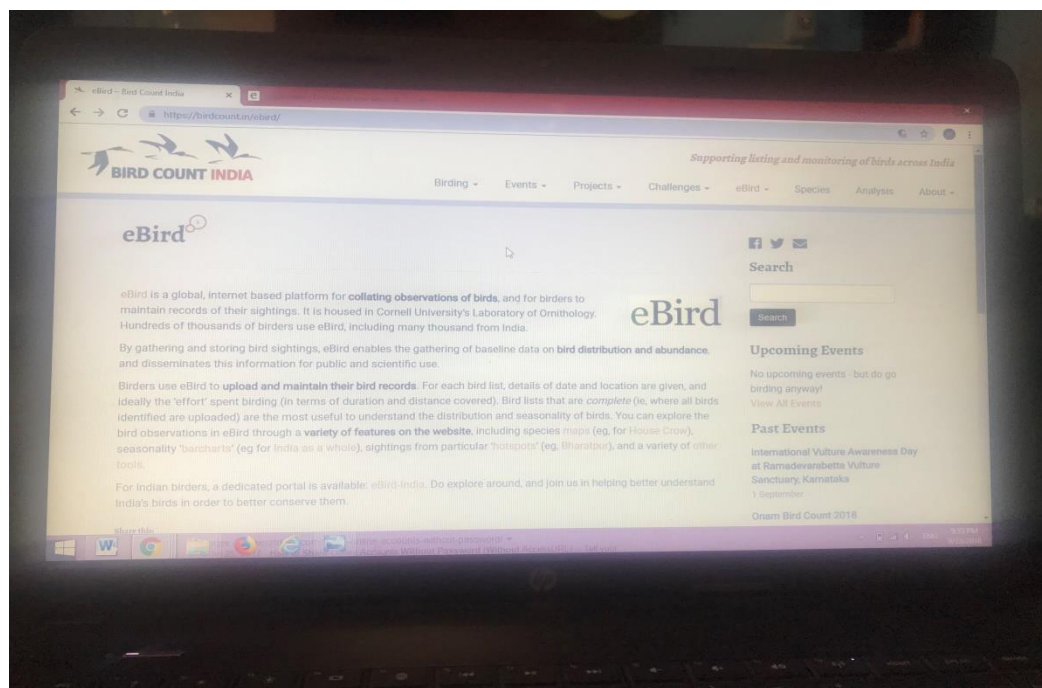 eBird – Bird Count India
https://birdcount.in/ebird/
BIRD COUNT INDIA
Supporting listing and monitoring of birds across India
Birding Events Projects Challenges eBird Species Analysis About
eBird
eBird is a global, internet based platform for collating observations of birds, and for birders to
maintain records of their sightings. It is housed in Cornell University's Laboratory of Ornithology.
Hundreds of thousands of birders use eBird, including many thousand from India.
eBird
By gathering and storing bird sightings, eBird enables the gathering of baseline data on bird distribution and abundance,
and disseminates this information for public and scientific use.
Birders use eBird to upload and maintain their bird records. For each bird list, details of date and location are given, and
ideally the 'effort' spent birding (in terms of duration and distance covered). Bird lists that are complete (ie, where all birds
identified are uploaded) are the most useful to understand the distribution and seasonality of birds. You can explore the
bird observations in eBird through a variety of features on the website, including species maps (eg, for House Crow),
seasonality 'barcharts' (eg for India as a whole), sightings from particular 'hotspots' (eg, Bharatpur), and a variety of other
tools.
For Indian birders, a dedicated portal is available: eBird-India. Do explore around, and join us in helping better understand
India's birds in order to better conserve them.
Share this:
Search
Search
Upcoming Events
No upcoming events - but do go
birding anyway!
View All Events
Past Events
International Vulture Awareness Day
at Ramadevarabetta Vulture
Sanctuary, Karnataka
1 September
Onam Bird Count 2018
ENG
hp